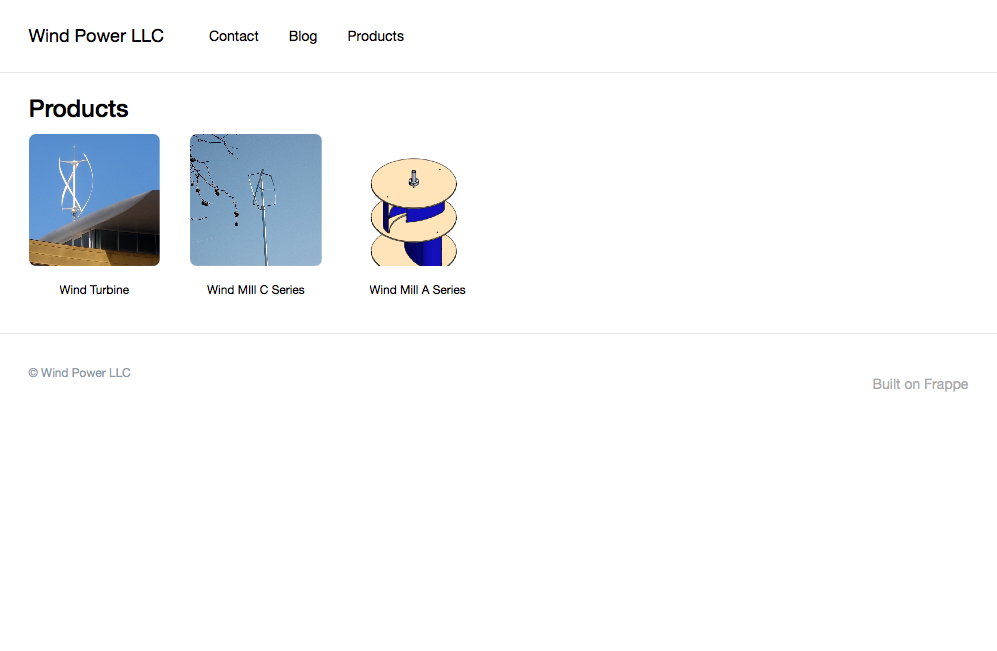 Wind Power LLC Contact Blog Products
Products
Wind Turbine Wind MIll C Series Wind Mill A Series
© Wind Power LLC
Built on Frappe